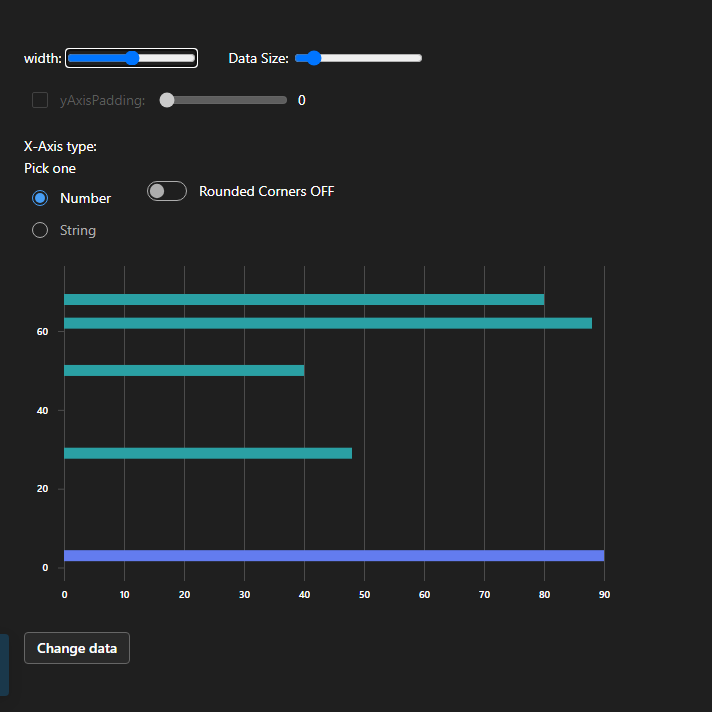 width: Data Size:
yAxisPadding: 0
X-Axis type:
Pick one
Number
Rounded Corners OFF
String
60
40
20
0
0 10 20 30 40 50 60 70 80 90
Change data